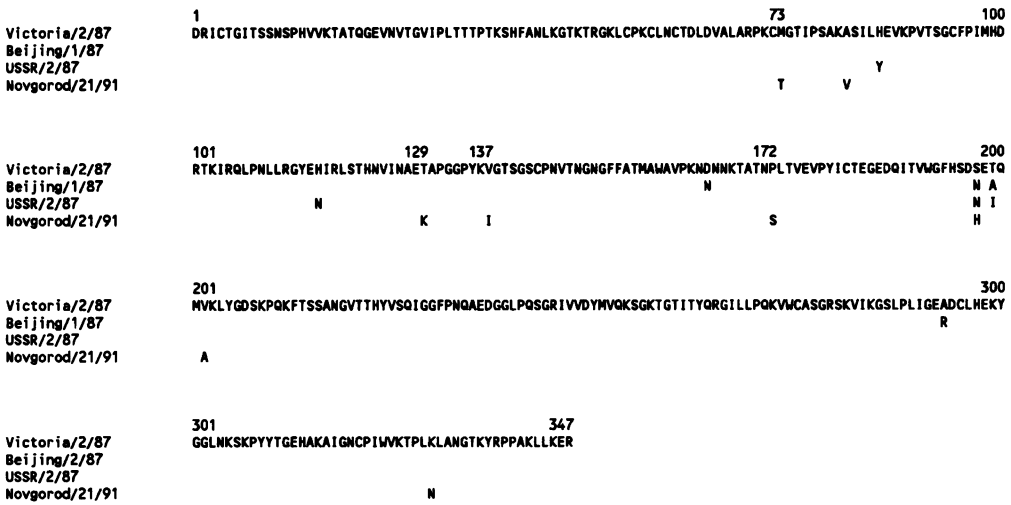 1 73 100
Victoria/2/87 DRICTGITSSNSPHVVKTATQGEVNVTGVIPLTTTPTKSHFANLKGTKTRGKLCPKCLNCTDLDVALARPKCMGTIPSAKASILHEVKPVTSGCFPIMHD
Beijing/1/87
USSR/2/87 Y
Novgorod/21/91 T V
101 129 137 172 200
Victoria/2/87 RTKIRQLPNLLRGYEHIRLSTHNVINAETAPGGPYKVGTSGSCPNVTNGNGFFATMAWAVPKNDNNKTATNPLTVEVPYICTEGEDQITVWGFHSDSETQ
Beijing/1/87 N N A
USSR/2/87 N N I
Novgorod/21/91 K I S H
201 300
Victoria/2/87 MVKLYGDSKPQKFTSSANGVTTHYVSQIGGFPNQAEDGGLPQSGRIVVDYMVQKSGKTGTITYQRGILLPQKVWCASGRSKVIKGSLPLIGEADCLHEKY
Beijing/1/87 R
USSR/2/87
Novgorod/21/91 A
301 347
Victoria/2/87 GGLNKSKPYYTGEHAKAIGNCPIWVKTPLKLANGTKYRPPAKLLKER
Beijing/2/87
USSR/2/87
Novgorod/21/91 N